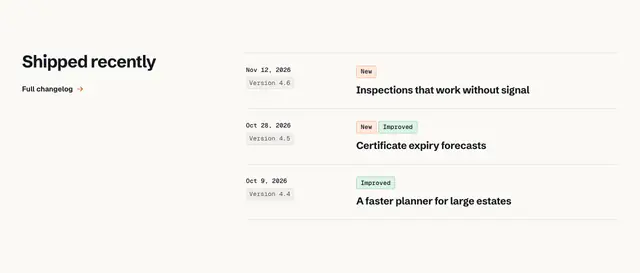 Shipped recently
Full changelog →
Nov 12, 2026
Version 4.6
New
Inspections that work without signal
Oct 28, 2026
Version 4.5
New Improved
Certificate expiry forecasts
Oct 9, 2026
Version 4.4
Improved
A faster planner for large estates